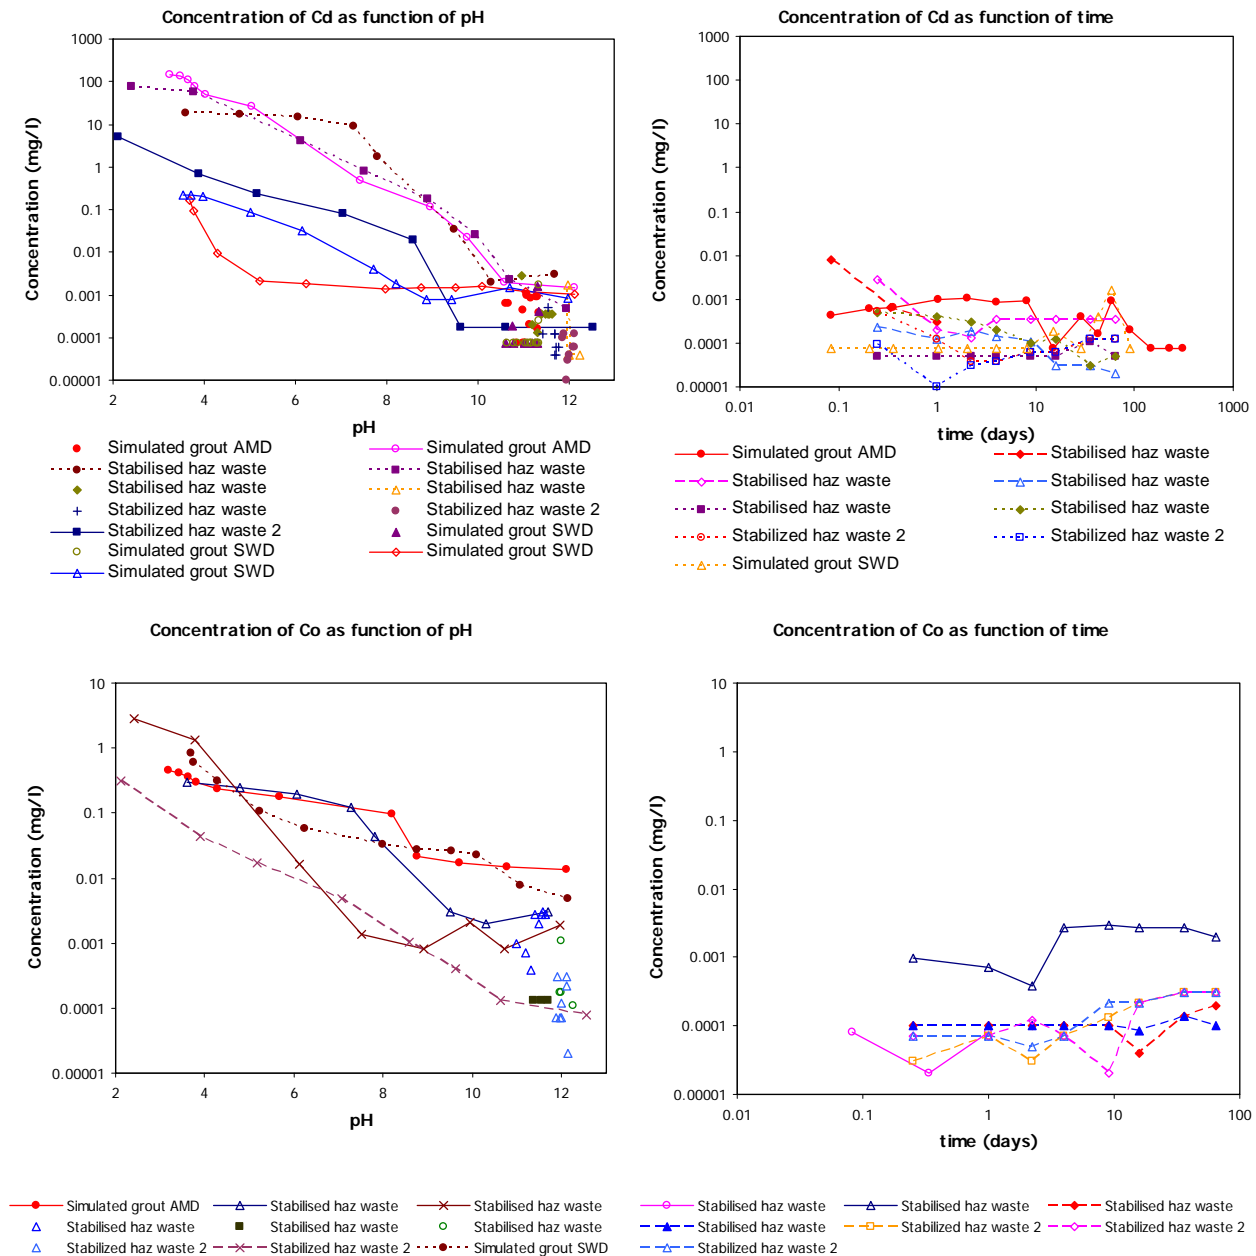 Concentration of Cd as function of pH
1000
100
10
1
0.1
0.01
0.001
0.0001
0.00001
Concentration (mg/l)
2 4 6 8 10 12
pH
Simulated grout AMD Simulated grout AMD
Stabilised haz waste Stabilised haz waste
Stabilised haz waste Stabilised haz waste
Stabilized haz waste Stabilized haz waste 2
Stabilized haz waste 2 Simulated grout SWD
Simulated grout SWD Simulated grout SWD
Simulated grout SWD
Concentration of Cd as function of time
1000
100
10
1
0.1
0.01
0.001
0.0001
0.00001
Concentration (mg/l)
0.01 0.1 1 10 100 1000
time (days)
Simulated grout AMD Stabilised haz waste
Stabilised haz waste Stabilised haz waste
Stabilised haz waste Stabilised haz waste
Stabilized haz waste 2 Stabilized haz waste 2
Simulated grout SWD
Concentration of Co as function of pH
10
1
0.1
0.01
0.001
0.0001
0.00001
Concentration (mg/l)
2 4 6 8 10 12
pH
Simulated grout AMD Stabilised haz waste Stabilised haz waste
Stabilised haz waste Stabilised haz waste Stabilised haz waste
Stabilized haz waste 2 Stabilized haz waste 2 Simulated grout SWD
Concentration of Co as function of time
10
1
0.1
0.01
0.001
0.0001
0.00001
Concentration (mg/l)
0.01 0.1 1 10 100
time (days)
Stabilised haz waste Stabilised haz waste Stabilised haz waste
Stabilised haz waste Stabilized haz waste 2 Stabilized haz waste 2
Stabilized haz waste 2